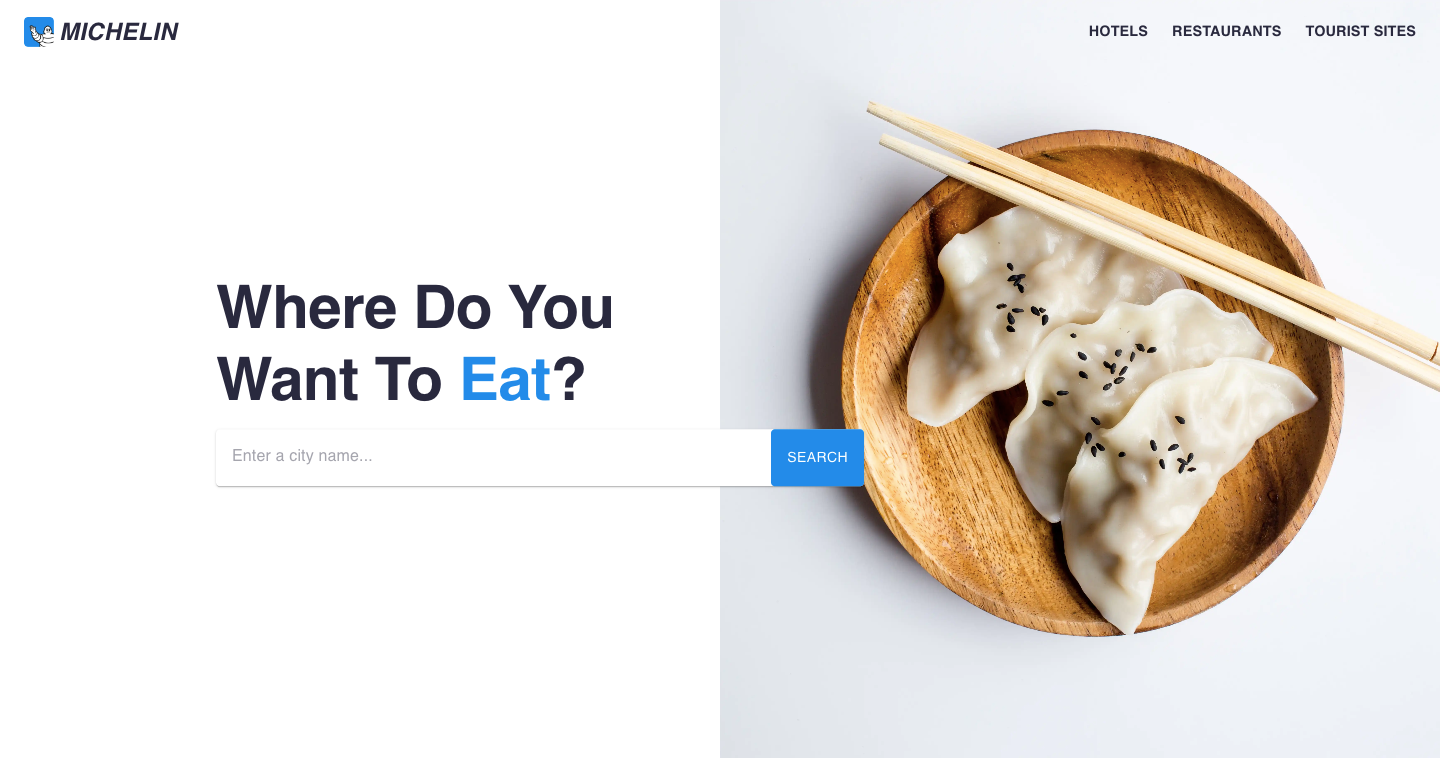 MICHELIN
HOTELS RESTAURANTS TOURIST SITES
Where Do You
Want To Eat?
Enter a city name...
SEARCH